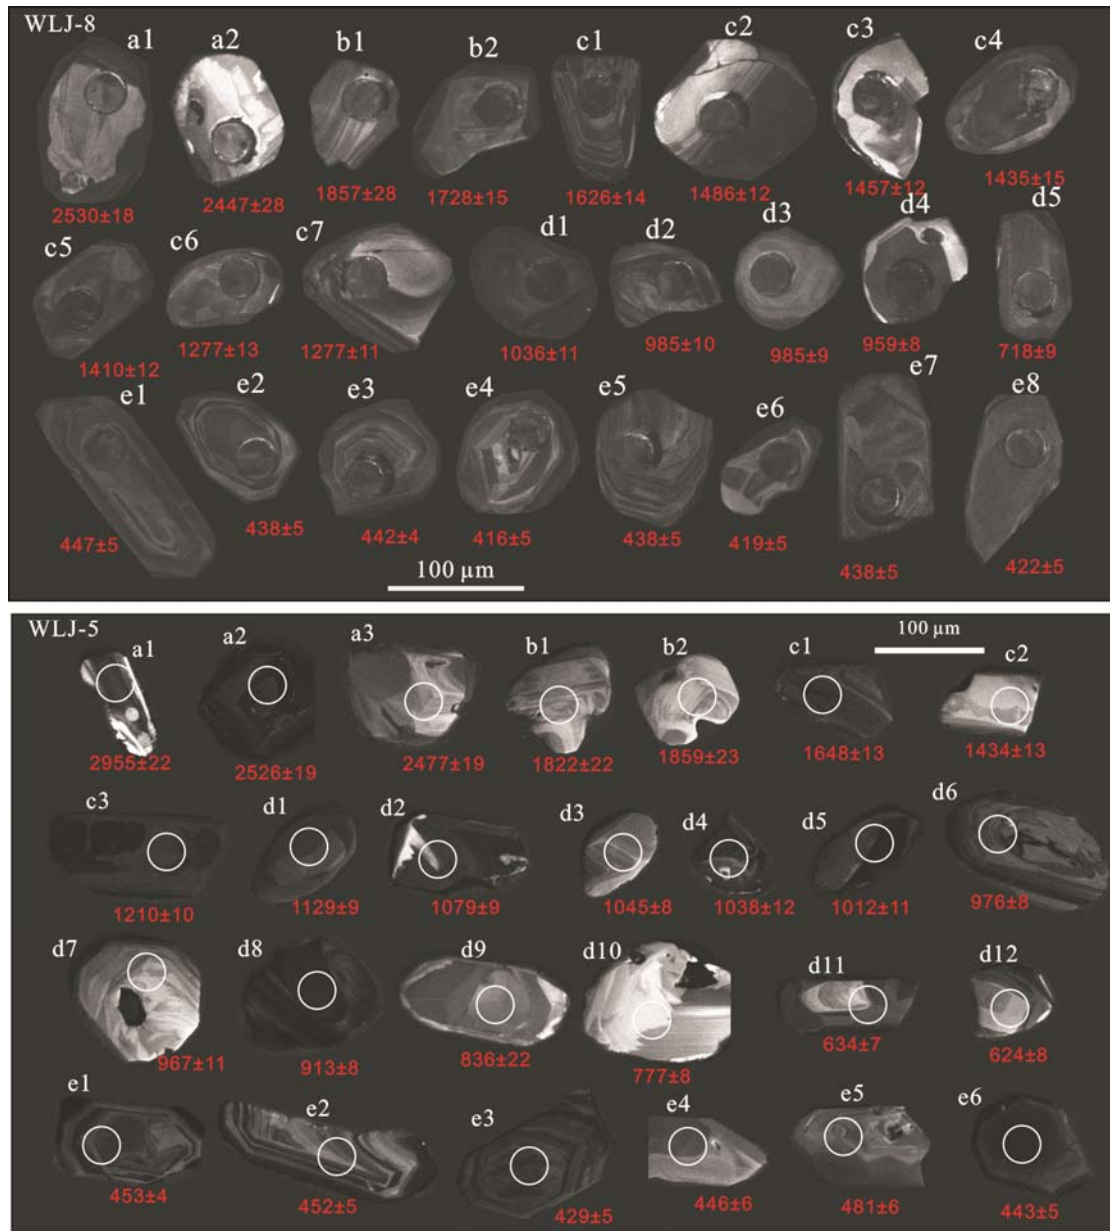 WLJ-8
a1 a2 b1 b2 c1 c2 c3 c4
2530±18 2447±28 1857±28 1728±15 1626±14 1486±12 1457±12 1435±15
c5 c6 c7 d1 d2 d3 d4 d5
1410±12 1277±13 1277±11 1036±11 985±10 985±9 959±8 718±9
e1 e2 e3 e4 e5 e6 e7 e8
447±5 438±5 442±4 416±5 438±5 419±5 438±5 422±5
100 µm
WLJ-5
100 µm
a1 a2 a3 b1 b2 c1 c2
2955±22 2526±19 2477±19 1822±22 1859±23 1648±13 1434±13
c3 d1 d2 d3 d4 d5 d6
1210±10 1129±9 1079±9 1045±8 1038±12 1012±11 976±8
d7 d8 d9 d10 d11 d12
967±11 913±8 836±22 777±8 634±7 624±8
e1 e2 e3 e4 e5 e6
453±4 452±5 429±5 446±6 481±6 443±5